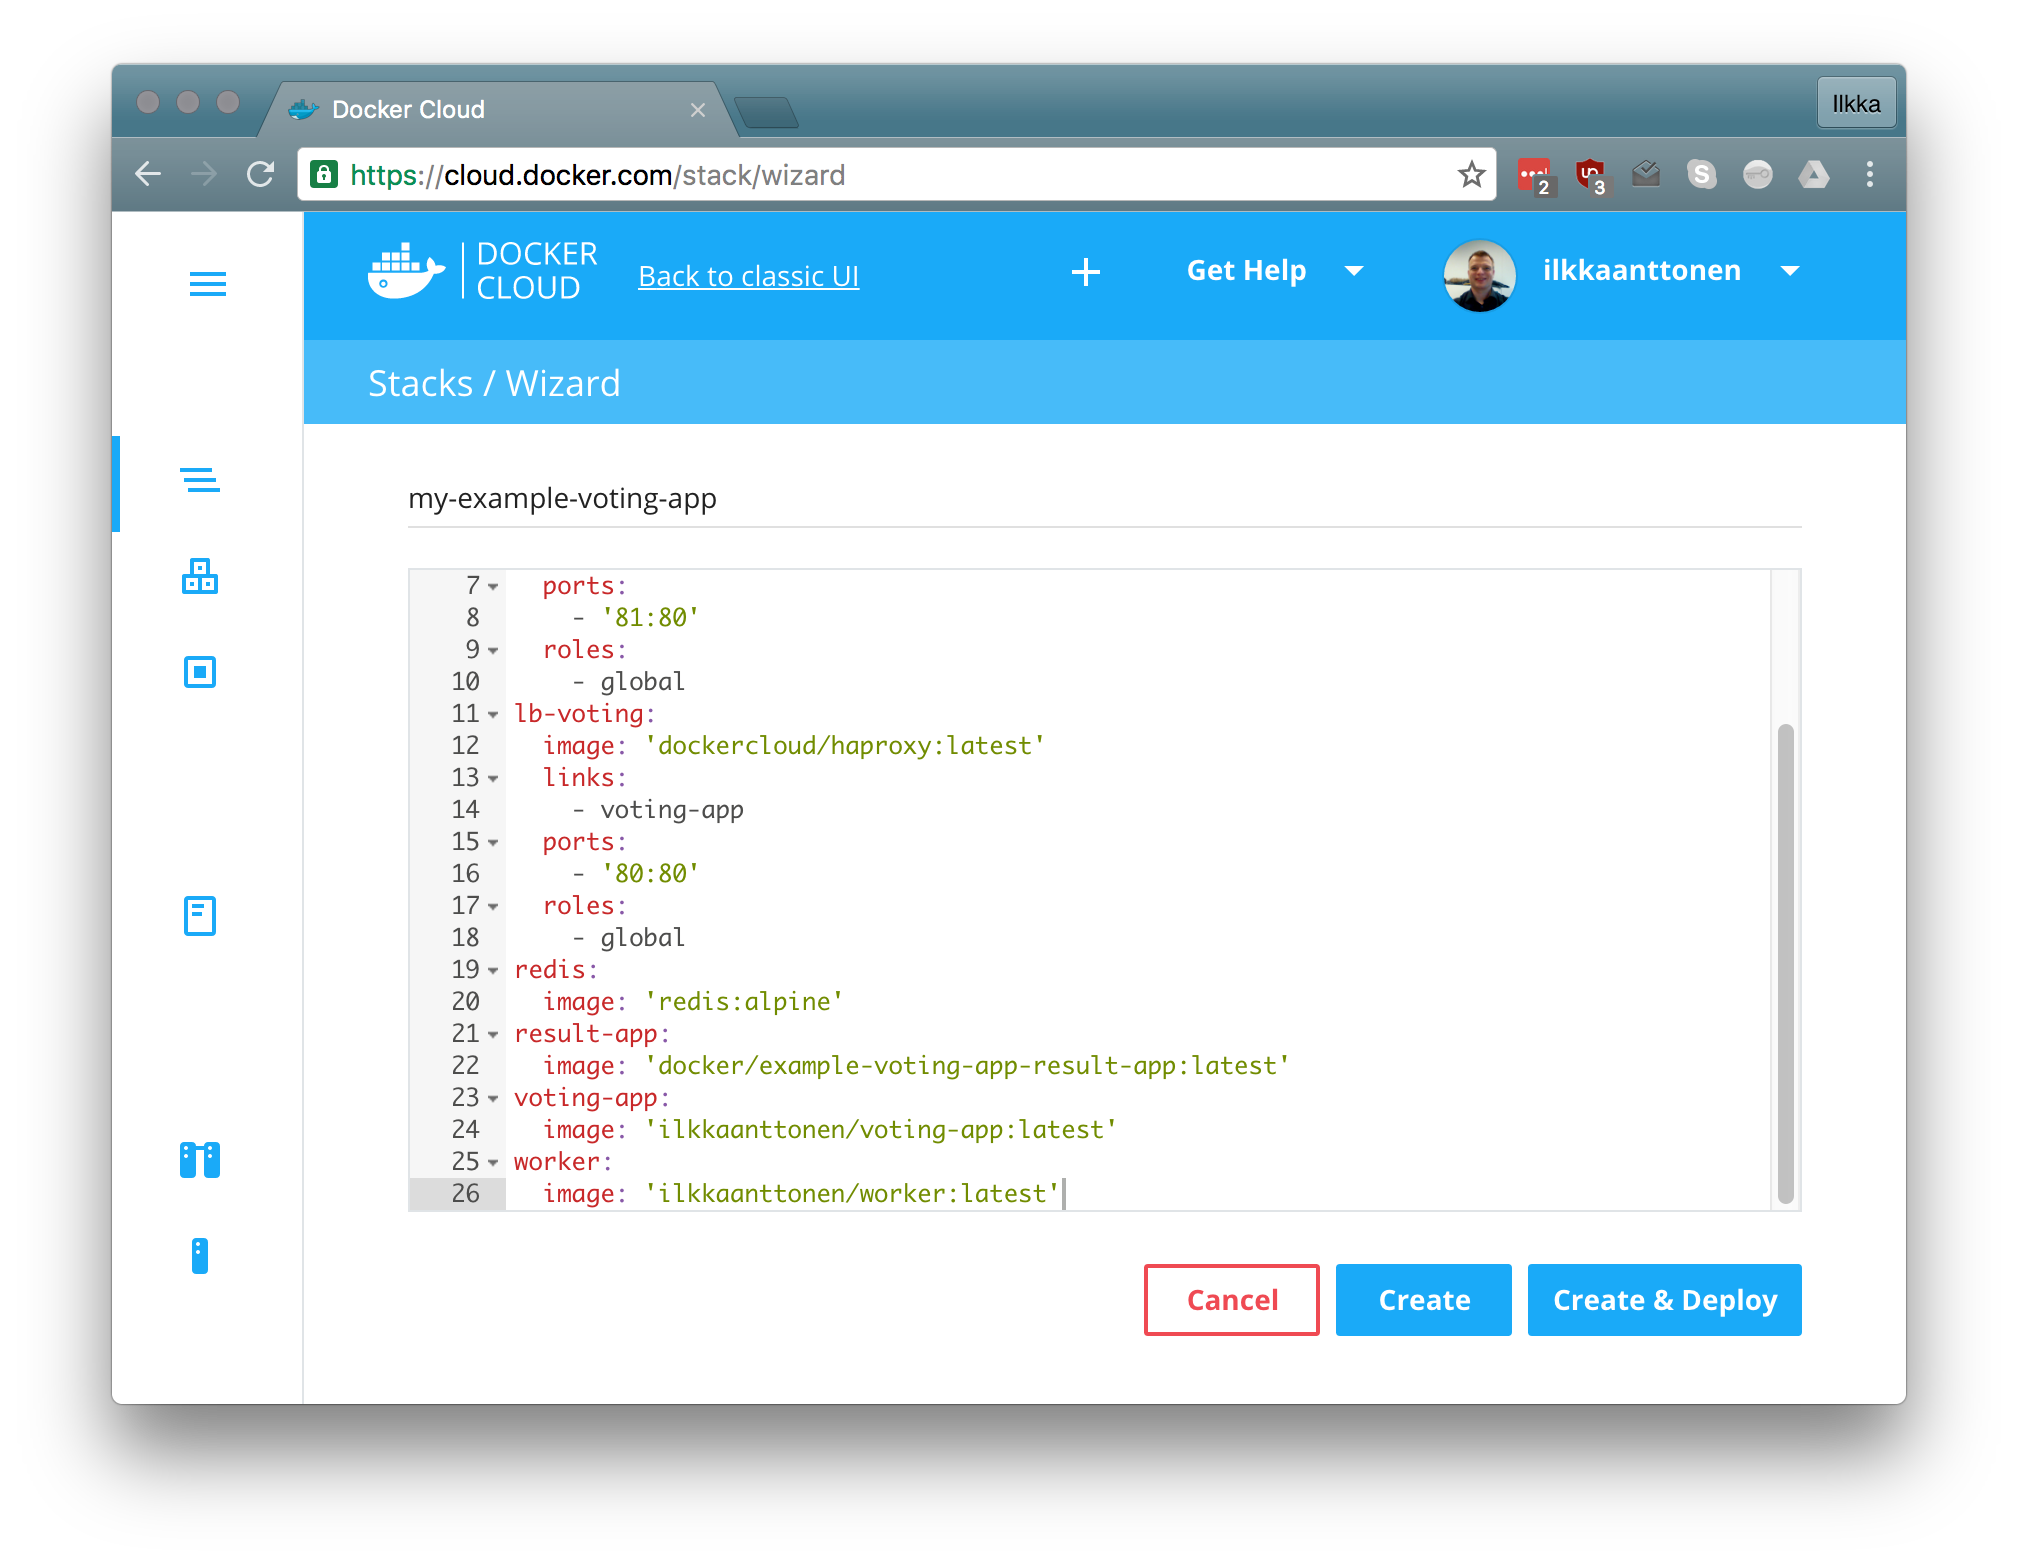 Docker Cloud
Ilkka
https://cloud.docker.com/stack/wizard
2
3
DOCKER
CLOUD
Back to classic UI
Get Help
ilkkaanttonen
Stacks / Wizard
my-example-voting-app
7 ports:
8 - '81:80'
9 roles:
10 - global
11 lb-voting:
12 image: 'dockercloud/haproxy:latest'
13 links:
14 - voting-app
15 ports:
16 - '80:80'
17 roles:
18 - global
19 redis:
20 image: 'redis:alpine'
21 result-app:
22 image: 'docker/example-voting-app-result-app:latest'
23 voting-app:
24 image: 'ilkkaanttonen/voting-app:latest'
25 worker:
26 image: 'ilkkaanttonen/worker:latest'
Cancel
Create
Create & Deploy